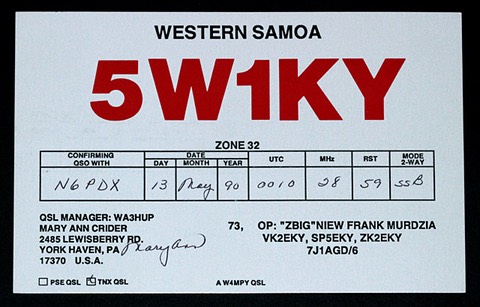 WESTERN SAMOA
5W1KY
ZONE 32
CONFIRMING QSO WITH DATE DAY MONTH YEAR UTC MHz RST MODE 2-WAY
N6PDX 13 May 90 0010 28 59 SSB
QSL MANAGER: WA3HUP
MARY ANN CRIDER
2485 LEWISBERRY RD.
YORK HAVEN, PA Mary Ann
17370 U.S.A.
73, OP: "ZBIG"NIEW FRANK MURDZIA
VK2EKY, SP5EKY, ZK2EKY
7J1AGD/6
PSE QSL TNX QSL A W4MPY QSL